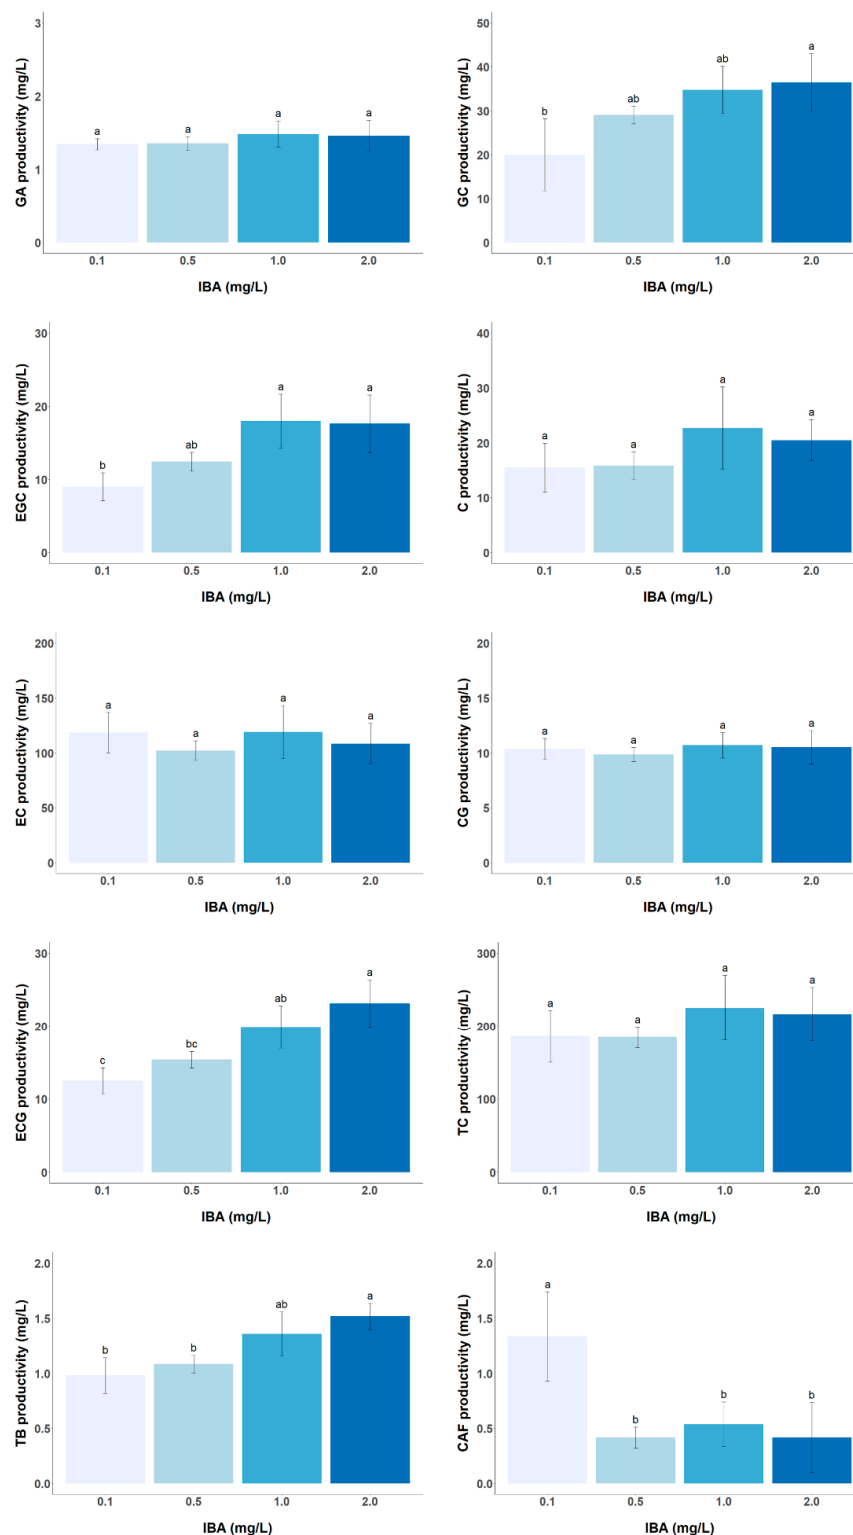 GA productivity (mg/L)
3
2
1
0
a
a
a
a
0.1 0.5 1.0 2.0
IBA (mg/L)
GC productivity (mg/L)
50
40
30
20
10
0
b
ab
ab
a
0.1 0.5 1.0 2.0
IBA (mg/L)
EGC productivity (mg/L)
30
20
10
0
b
ab
a
a
0.1 0.5 1.0 2.0
IBA (mg/L)
C productivity (mg/L)
40
30
20
10
0
a
a
a
a
0.1 0.5 1.0 2.0
IBA (mg/L)
EC productivity (mg/L)
200
150
100
50
0
a
a
a
a
0.1 0.5 1.0 2.0
IBA (mg/L)
CG productivity (mg/L)
20
15
10
5
0
a
a
a
a
0.1 0.5 1.0 2.0
IBA (mg/L)
ECG productivity (mg/L)
30
20
10
0
c
bc
ab
a
0.1 0.5 1.0 2.0
IBA (mg/L)
TC productivity (mg/L)
300
200
100
0
a
a
a
a
0.1 0.5 1.0 2.0
IBA (mg/L)
TB productivity (mg/L)
2.0
1.5
1.0
0.5
0.0
b
b
ab
a
0.1 0.5 1.0 2.0
IBA (mg/L)
CAF productivity (mg/L)
2.0
1.5
1.0
0.5
0.0
a
b
b
b
0.1 0.5 1.0 2.0
IBA (mg/L)